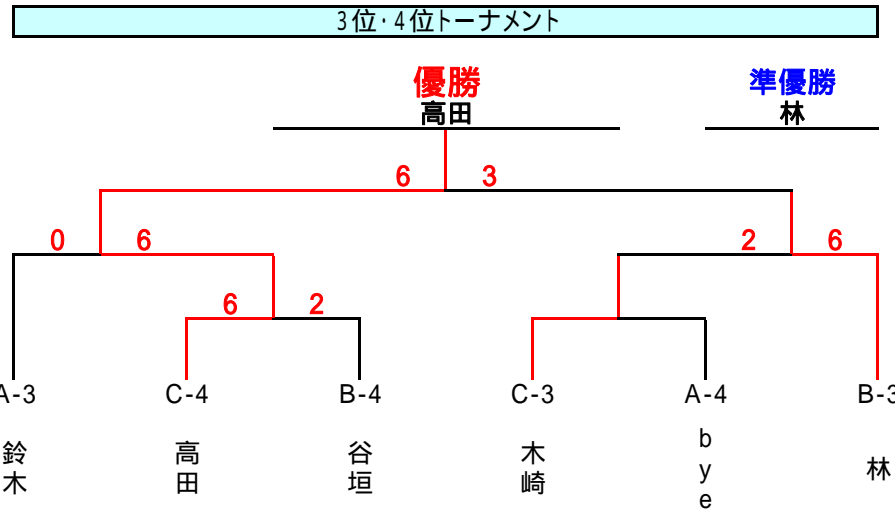 3位・4位トーナメント
優勝
準優勝
高田
林
6 3
0 6
2 6
6 2
A-3
C-4
B-4
C-3
A-4
B-3
鈴木
高田
谷垣
木崎
bye
林